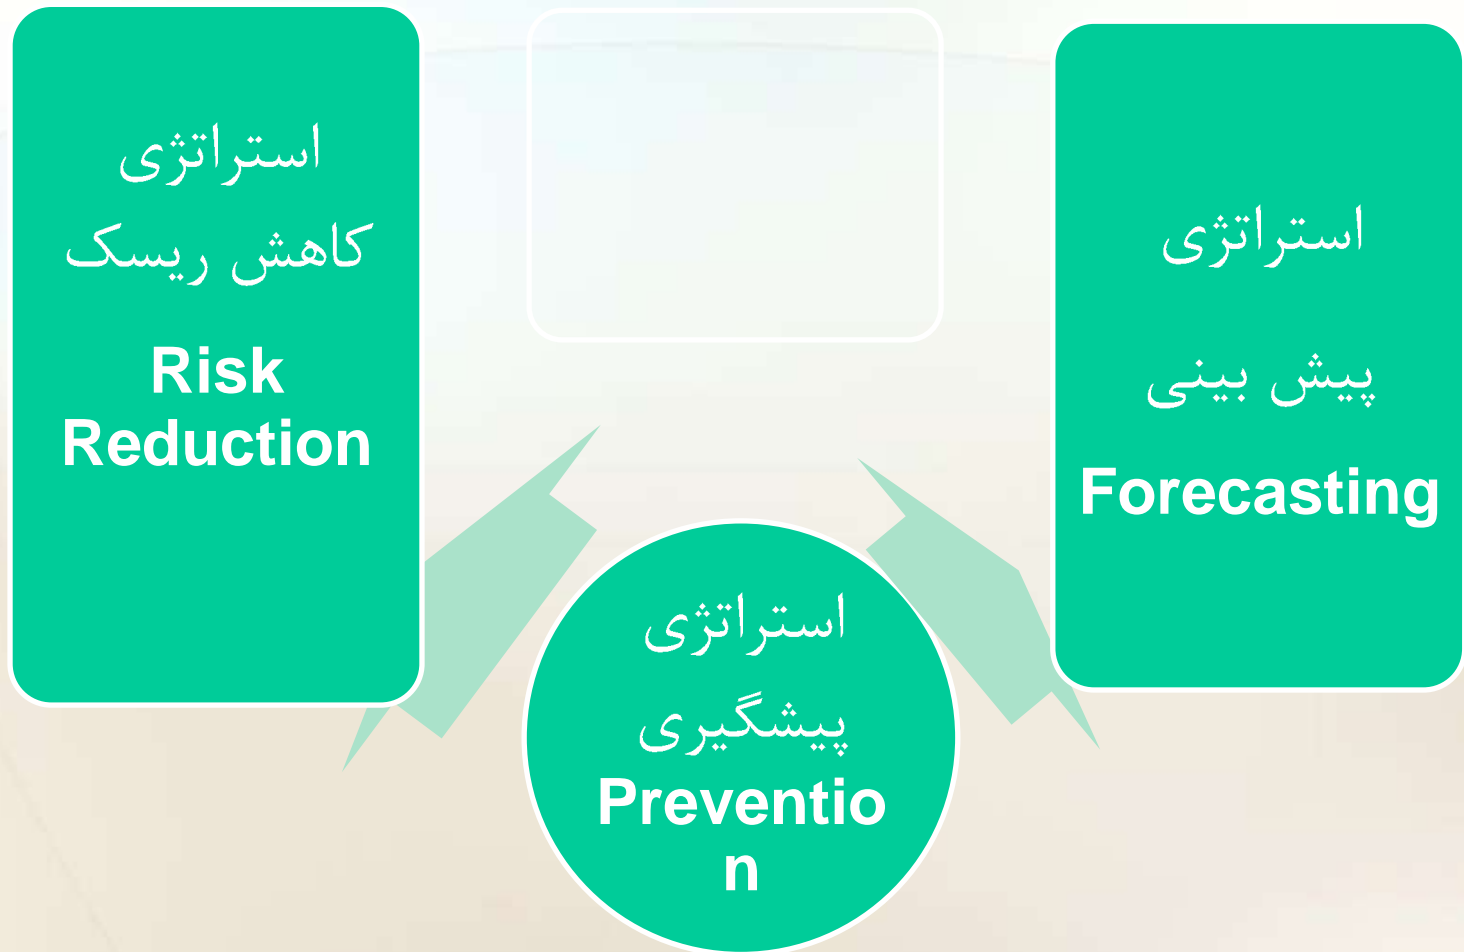 استراتژی
کاهش ریسک
Risk
Reduction
استراتژی
پیش بینی
Forecasting
استراتژی
پیشگیری
Preventio
n